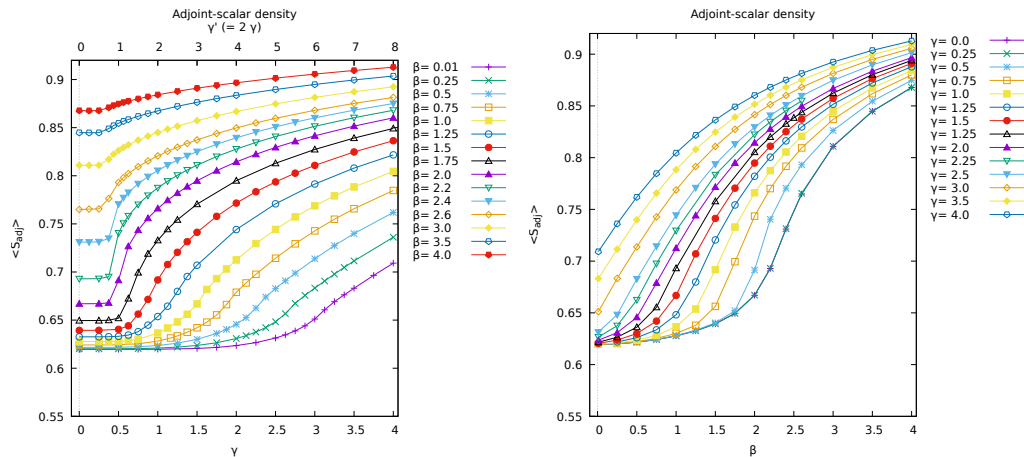 Adjoint-scalar density
γ' (= 2 γ)
0 1 2 3 4 5 6 7 8
0.9
0.85
0.8
0.75
0.7
0.65
0.6
0.55
<S_adj>
0 0.5 1 1.5 2 2.5 3 3.5 4
γ
β= 0.01
β= 0.25
β= 0.5
β= 0.75
β= 1.0
β= 1.25
β= 1.5
β= 1.75
β= 2.0
β= 2.2
β= 2.4
β= 2.6
β= 3.0
β= 3.5
β= 4.0
Adjoint-scalar density
0.9
0.85
0.8
0.75
0.7
0.65
0.6
0.55
<S_adj>
0 0.5 1 1.5 2 2.5 3 3.5 4
β
γ= 0.0
γ= 0.25
γ= 0.5
γ= 0.75
γ= 1.0
γ= 1.25
γ= 1.5
γ= 1.25
γ= 2.0
γ= 2.25
γ= 2.5
γ= 3.0
γ= 3.5
γ= 4.0